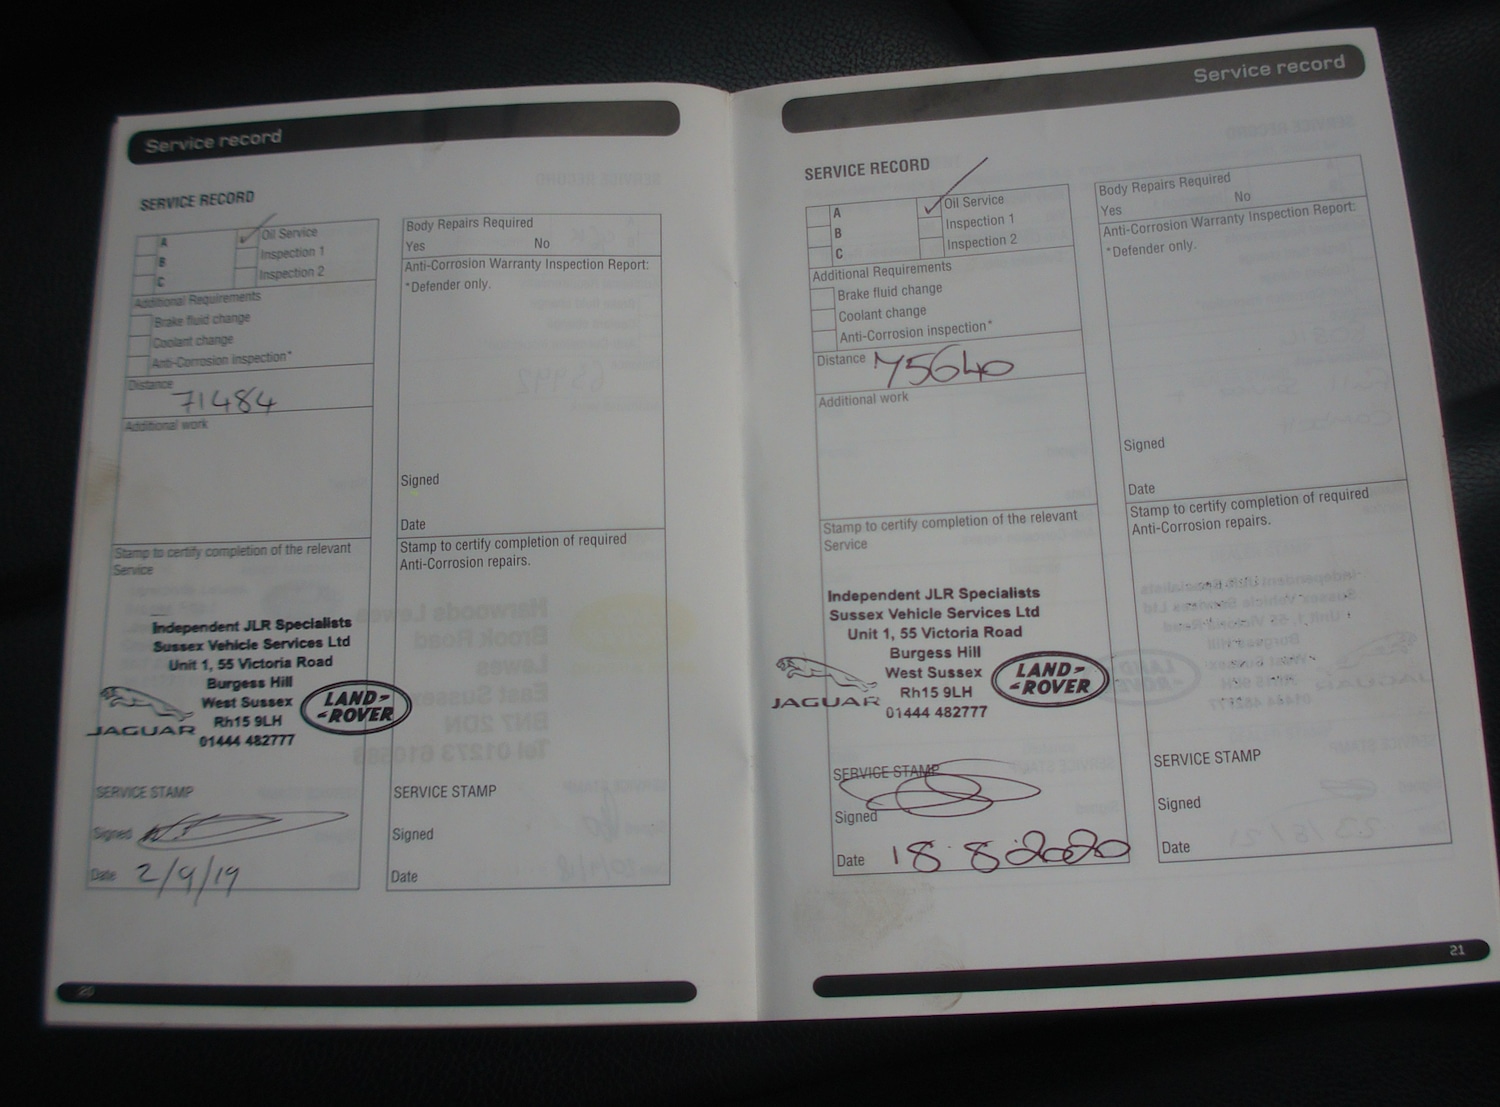 Service record
SERVICE RECORD
A
B
C
Oil Service
Inspection 1
Inspection 2
Additional Requirements
Brake fluid change
Coolant change
Anti-Corrosion inspection*
Distance
71484
Additional work
Stamp to certify completion of the relevant
Service
Independent JLR Specialists
Sussex Vehicle Services Ltd
Unit 1, 55 Victoria Road
Burgess Hill
West Sussex
Rh15 9LH
01444 482777
JAGUAR
LAND-
-ROVER
SERVICE STAMP
Signed
Date 2/9/19
Body Repairs Required
Yes No
Anti-Corrosion Warranty Inspection Report:
*Defender only.
Signed
Date
Stamp to certify completion of required
Anti-Corrosion repairs.
SERVICE STAMP
Signed
Date
20
Service record
SERVICE RECORD
A
B
C
Oil Service
Inspection 1
Inspection 2
Additional Requirements
Brake fluid change
Coolant change
Anti-Corrosion inspection*
Distance 75640
Additional work
Stamp to certify completion of the relevant
Service
Independent JLR Specialists
Sussex Vehicle Services Ltd
Unit 1, 55 Victoria Road
Burgess Hill
West Sussex
Rh15 9LH
01444 482777
JAGUAR
LAND-
-ROVER
SERVICE STAMP
Signed
Date 18.8.2020
Body Repairs Required
Yes No
Anti-Corrosion Warranty Inspection Report:
*Defender only.
Signed
Date
Stamp to certify completion of required
Anti-Corrosion repairs.
SERVICE STAMP
Signed
Date
21